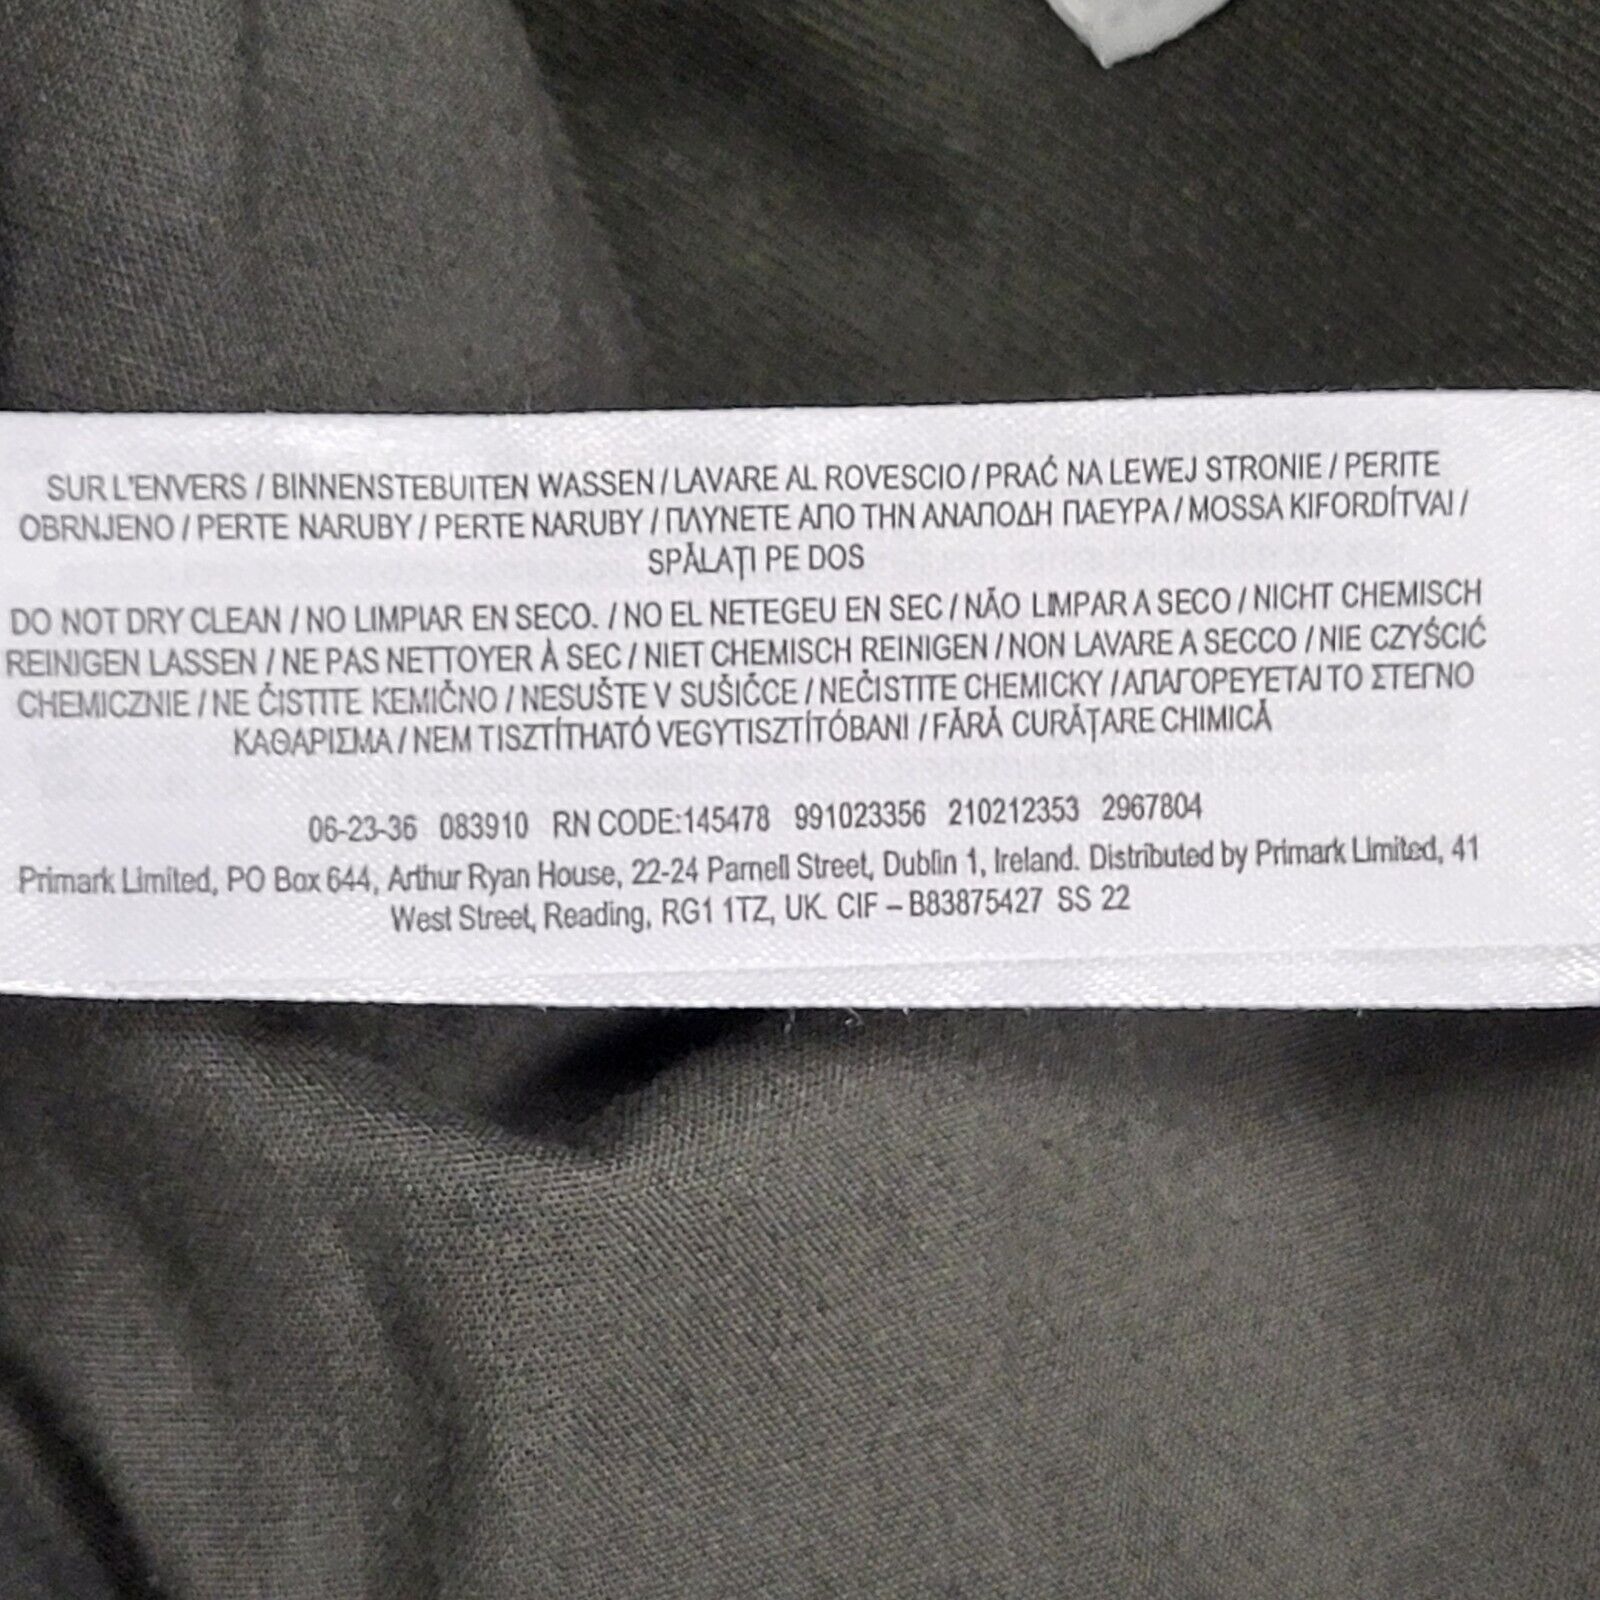 SUR L'ENVERS / BINNENSTEBUITEN WASSEN / LAVARE AL ROVESCIO / PRAĆ NA LEWEJ STRONIE / PERITE
OBRNJENO / PERTE NARUBY / PERTE NARUBY / ΠΛΥΝΕΤΕ ΑΠΟ ΤΗΝ ΑΝΑΠΟΔΗ ΠΛΕΥΡΑ / MOSSA KIFORDÍTVAI /
SPĂLAȚI PE DOS
DO NOT DRY CLEAN / NO LIMPIAR EN SECO. / NO EL NETEGEU EN SEC / NÃO LIMPAR A SECO / NICHT CHEMISCH
REINIGEN LASSEN / NE PAS NETTOYER À SEC / NIET CHEMISCH REINIGEN / NON LAVARE A SECCO / NIE CZYŚCIĆ
CHEMICZNIE / NE ČISTITE KEMIČNO / NESUŠTE V SUŠIČCE / NEČISTITE CHEMICKY / ΑΠΑΓΟΡΕΥΕΤΑΙ ΤΟ ΣΤΕΓΝΟ
ΚΑΘΑΡΙΣΜΑ / NEM TISZTÍTHATÓ VEGYTISZTÍTÓBANI / FĂRĂ CURĂȚARE CHIMICĂ
06-23-36 083910 RN CODE:145478 991023356 210212353 2967804
Primark Limited, PO Box 644, Arthur Ryan House, 22-24 Parnell Street, Dublin 1, Ireland. Distributed by Primark Limited, 41
West Street, Reading, RG1 1TZ, UK. CIF – B83875427 SS 22